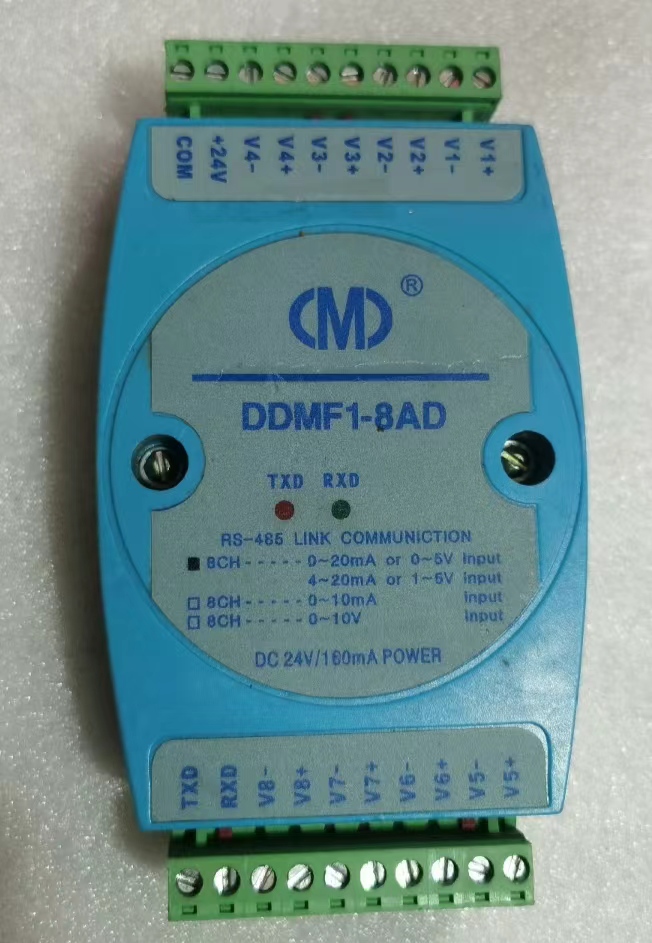 COM +24V V4- V4+ V3- V3+ V2- V2+ V1- V1+
CMD ®
DDMF1-8AD
TXD RXD
RS-485 LINK COMMUNICTION
■ 8CH - - - - - 0~20mA or 0~5V Input
4~20mA or 1~5V Input
□ 8CH - - - - - 0~10mA Input
□ 8CH - - - - - 0~10V Input
DC 24V/160mA POWER
TXD RXD V8- V8+ V7- V7+ V6- V6+ V5- V5+